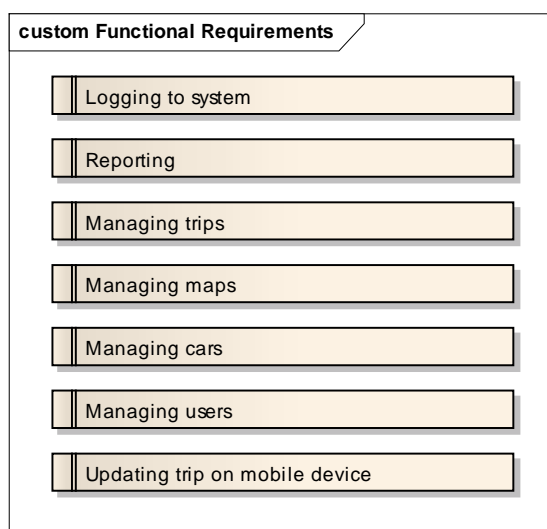 custom Functional Requirements
Logging to system
Reporting
Managing trips
Managing maps
Managing cars
Managing users
Updating trip on mobile device